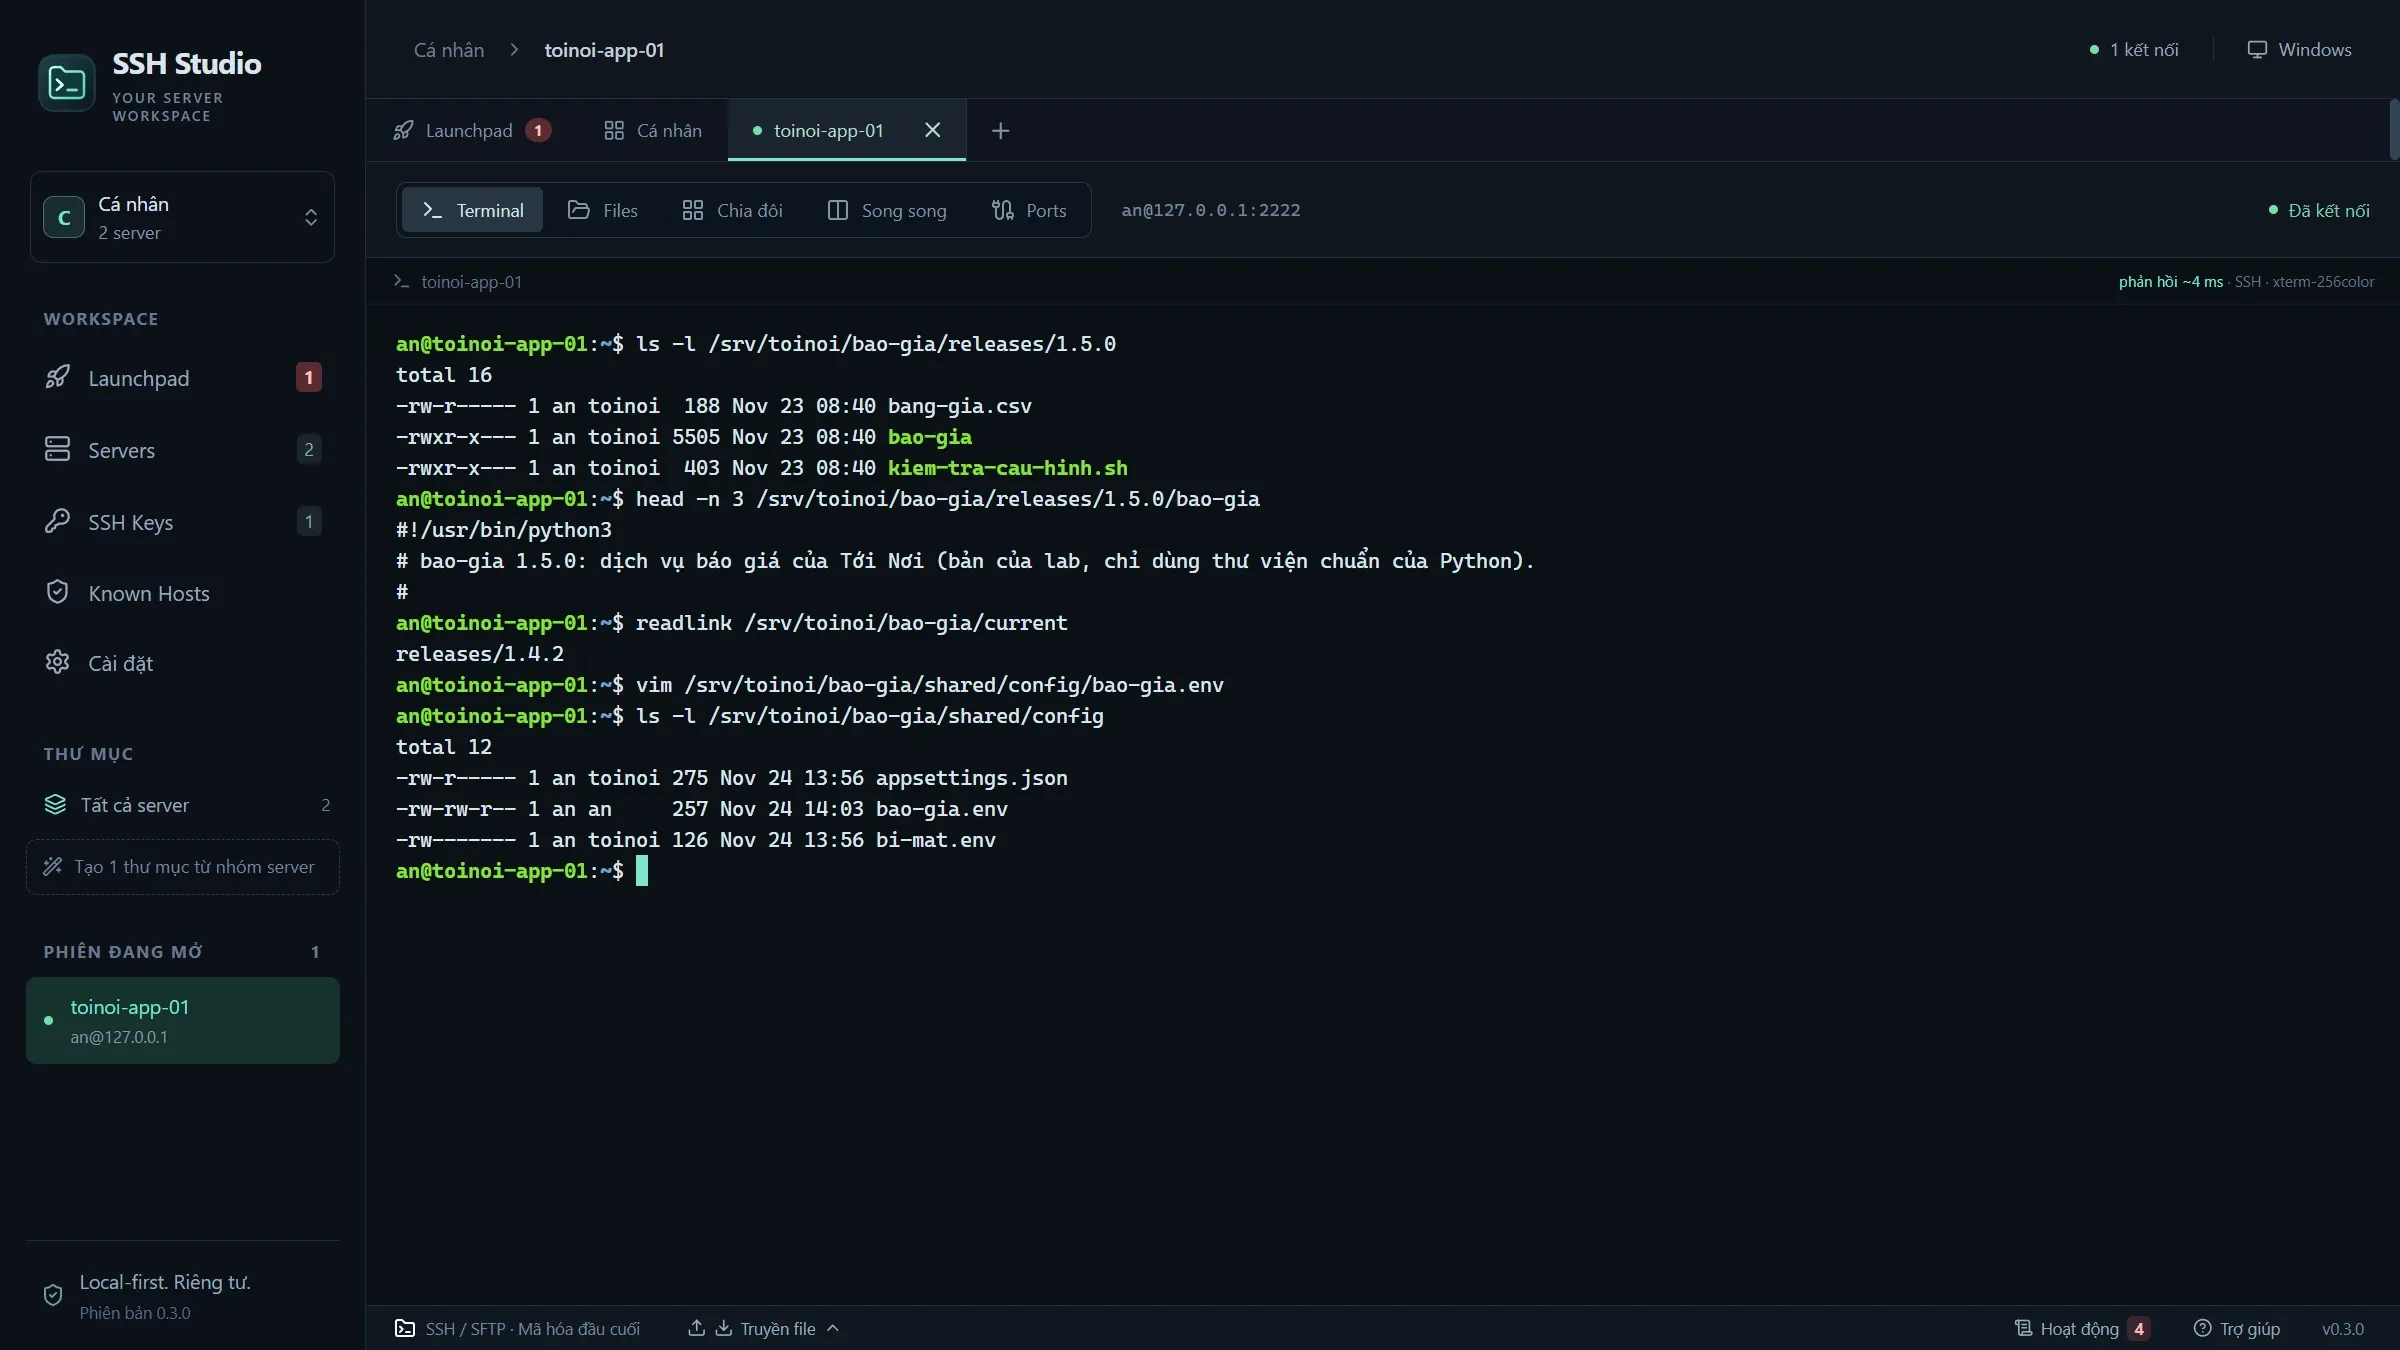 SSH Studio
YOUR SERVER
WORKSPACE
C
Cá nhân
2 server
WORKSPACE
Launchpad 1
Servers 2
SSH Keys 1
Known Hosts
Cài đặt
THƯ MỤC
Tất cả server 2
Tạo 1 thư mục từ nhóm server
PHIÊN ĐANG MỞ 1
toinoi-app-01
an@127.0.0.1
Local-first. Riêng tư.
Phiên bản 0.3.0
Cá nhân > toinoi-app-01
1 kết nối
Windows
Launchpad 1
Cá nhân
toinoi-app-01
Terminal
Files
Chia đôi
Song song
Ports
an@127.0.0.1:2222
Đã kết nối
toinoi-app-01
phản hồi ~4 ms · SSH · xterm-256color
an@toinoi-app-01:~$ ls -l /srv/toinoi/bao-gia/releases/1.5.0
total 16
-rw-r----- 1 an toinoi  188 Nov 23 08:40 bang-gia.csv
-rwxr-x--- 1 an toinoi 5505 Nov 23 08:40 bao-gia
-rwxr-x--- 1 an toinoi  403 Nov 23 08:40 kiem-tra-cau-hinh.sh
an@toinoi-app-01:~$ head -n 3 /srv/toinoi/bao-gia/releases/1.5.0/bao-gia
#!/usr/bin/python3
# bao-gia 1.5.0: dịch vụ báo giá của Tới Nơi (bản của lab, chỉ dùng thư viện chuẩn của Python).
#
an@toinoi-app-01:~$ readlink /srv/toinoi/bao-gia/current
releases/1.4.2
an@toinoi-app-01:~$ vim /srv/toinoi/bao-gia/shared/config/bao-gia.env
an@toinoi-app-01:~$ ls -l /srv/toinoi/bao-gia/shared/config
total 12
-rw-r----- 1 an toinoi 275 Nov 24 13:56 appsettings.json
-rw-rw-r-- 1 an an     257 Nov 24 14:03 bao-gia.env
-rw------- 1 an toinoi 126 Nov 24 13:56 bi-mat.env
an@toinoi-app-01:~$
SSH / SFTP · Mã hóa đầu cuối
Truyền file
Hoạt động 4
Trợ giúp
v0.3.0